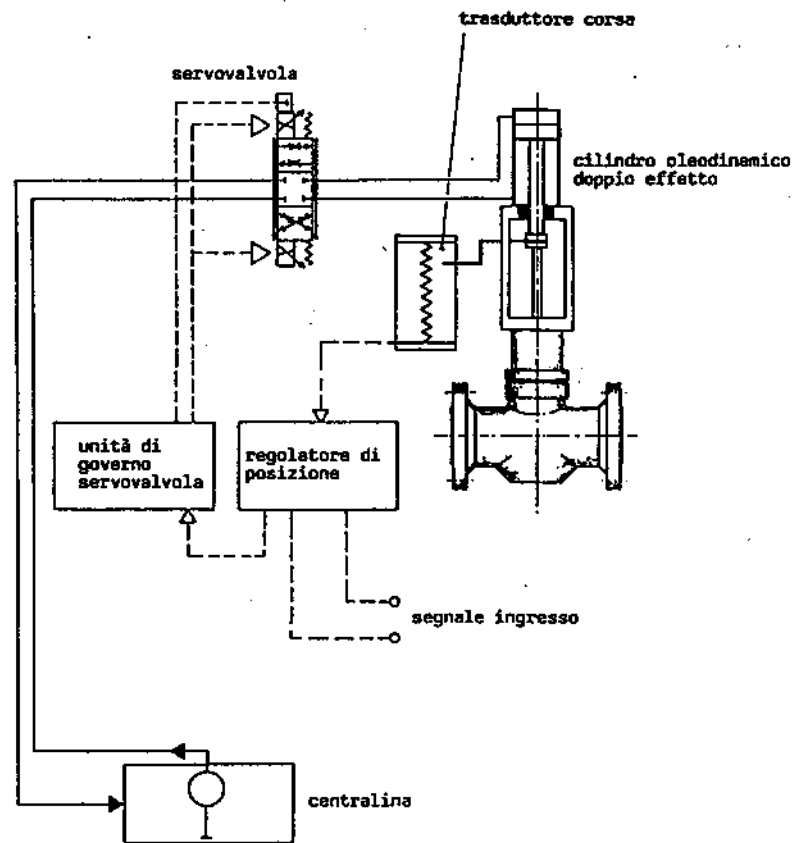 trasduttore corsa
servovalvola
cilindro oleodinamico
doppio effetto
unità di
governo
servovalvola
regolatore di
posizione
segnale ingresso
centralina